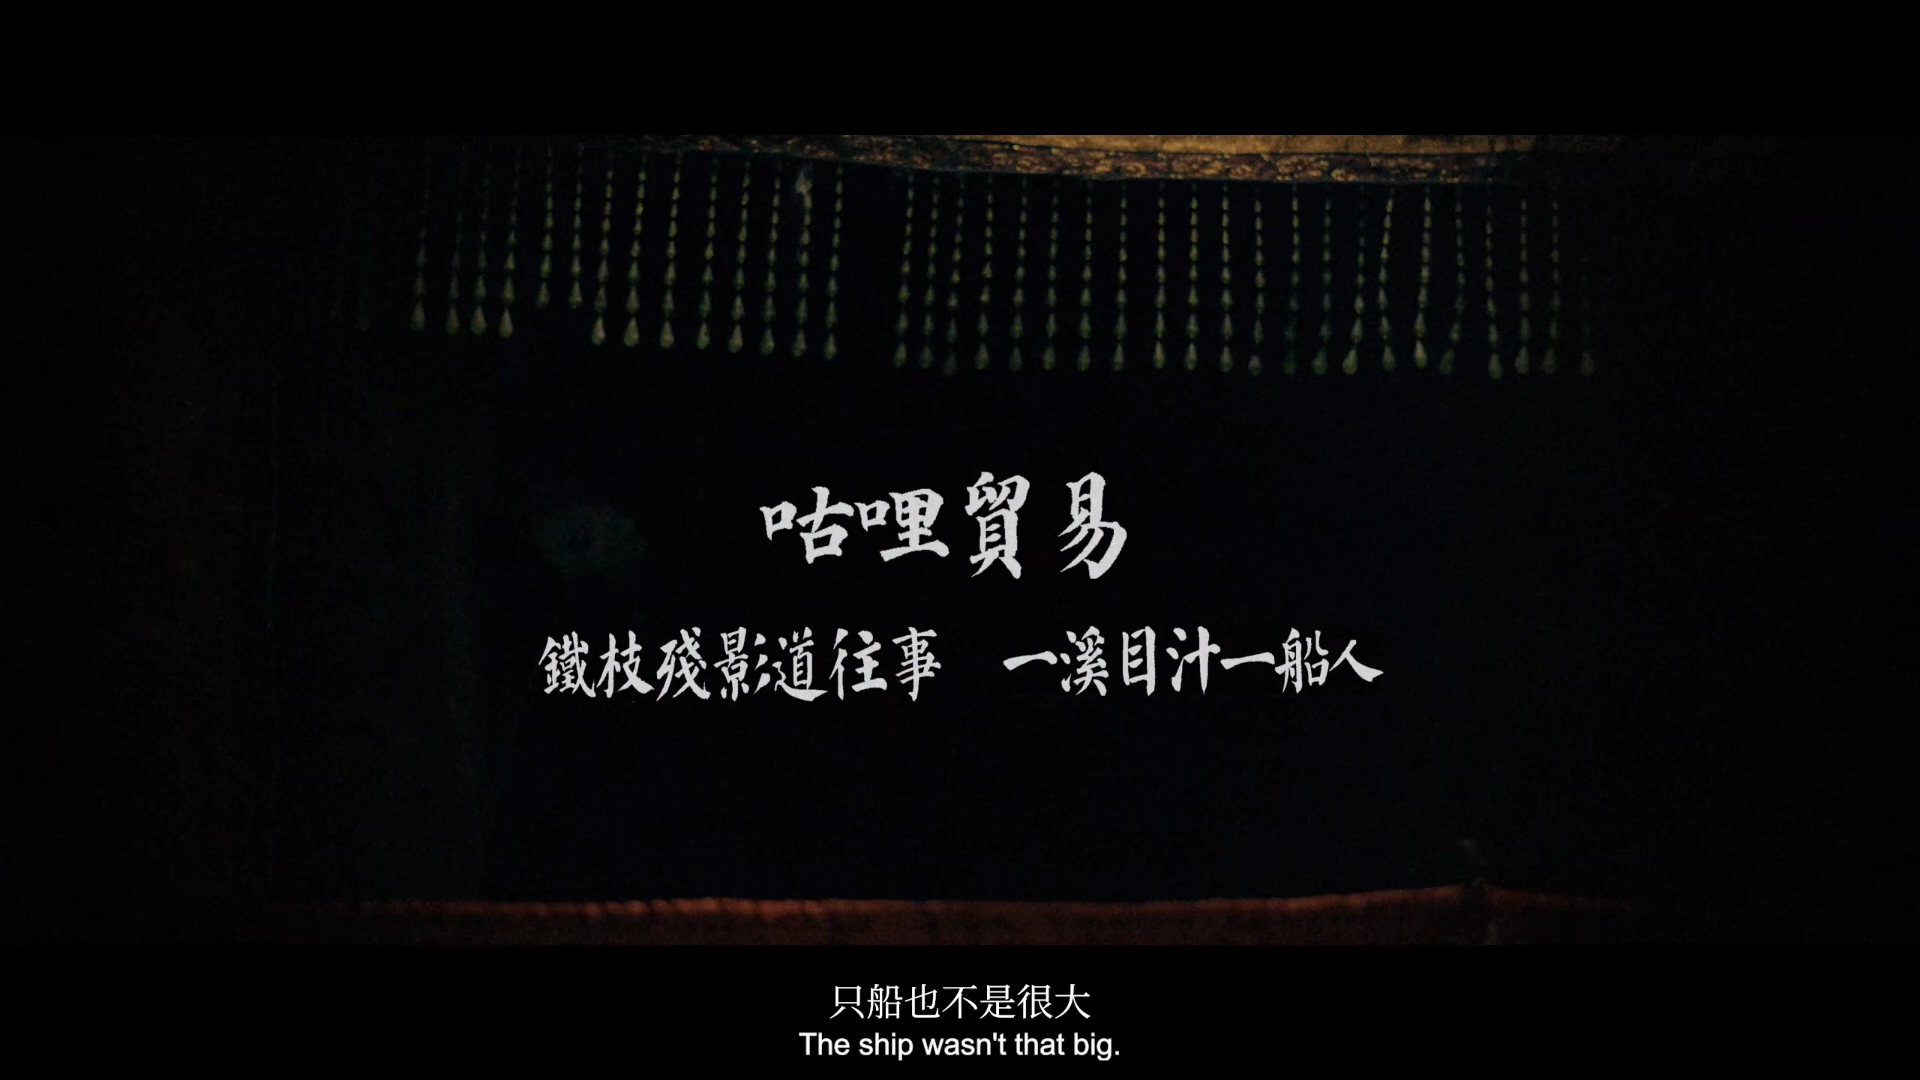 咕哩貿易
鐵枝殘影道往事 一溪目汁一船人
只船也不是很大
The ship wasn't that big.